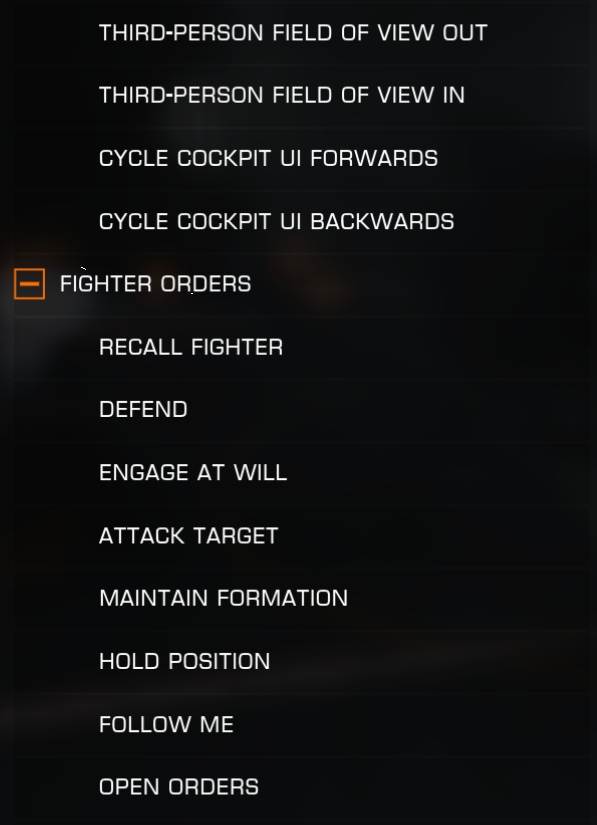 THIRD-PERSON FIELD OF VIEW OUT
THIRD-PERSON FIELD OF VIEW IN
CYCLE COCKPIT UI FORWARDS
CYCLE COCKPIT UI BACKWARDS
FIGHTER ORDERS
RECALL FIGHTER
DEFEND
ENGAGE AT WILL
ATTACK TARGET
MAINTAIN FORMATION
HOLD POSITION
FOLLOW ME
OPEN ORDERS